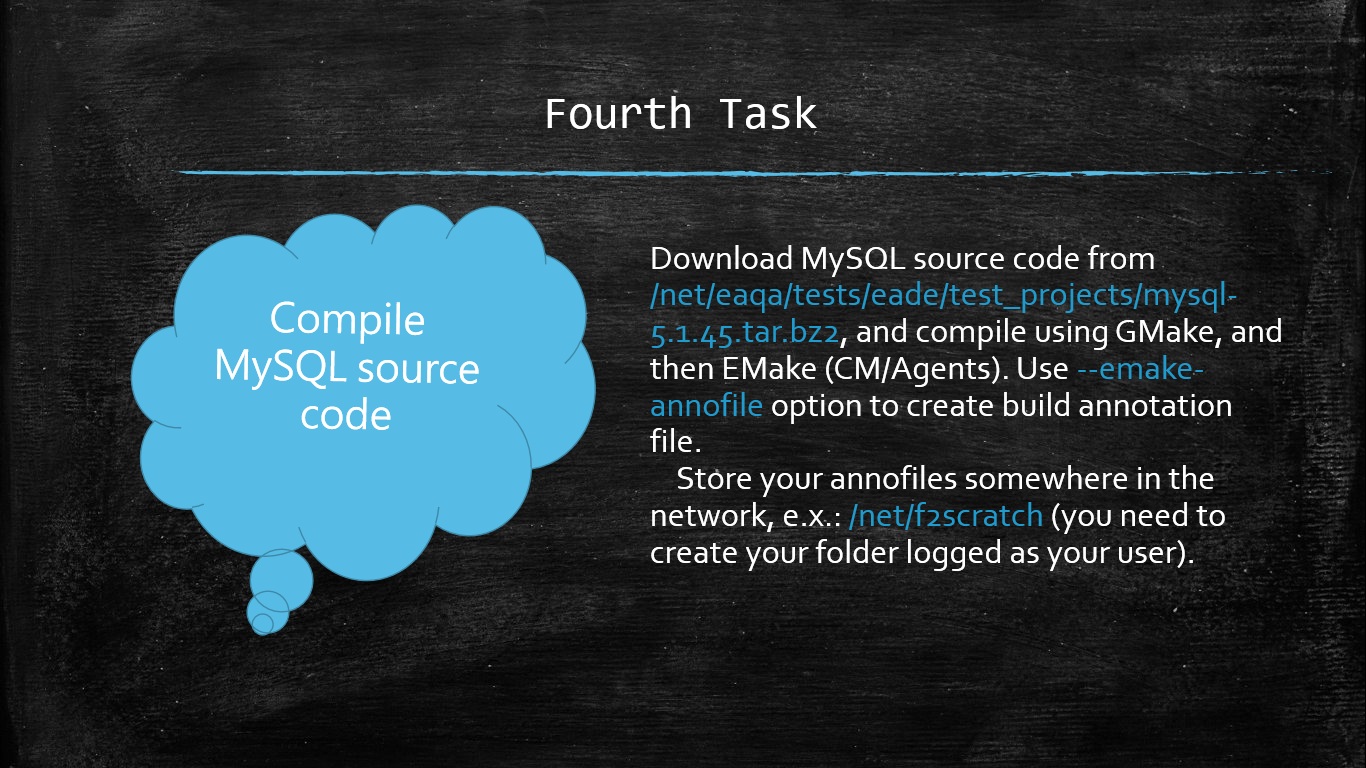 Fourth Task
Compile
MySQL source
code
Download MySQL source code from
/net/eaqa/tests/eade/test_projects/mysql-
5.1.45.tar.bz2, and compile using GMake, and
then EMake (CM/Agents). Use --emake-
annofile option to create build annotation
file.
Store your annofiles somewhere in the
network, e.x.: /net/f2scratch (you need to
create your folder logged as your user).